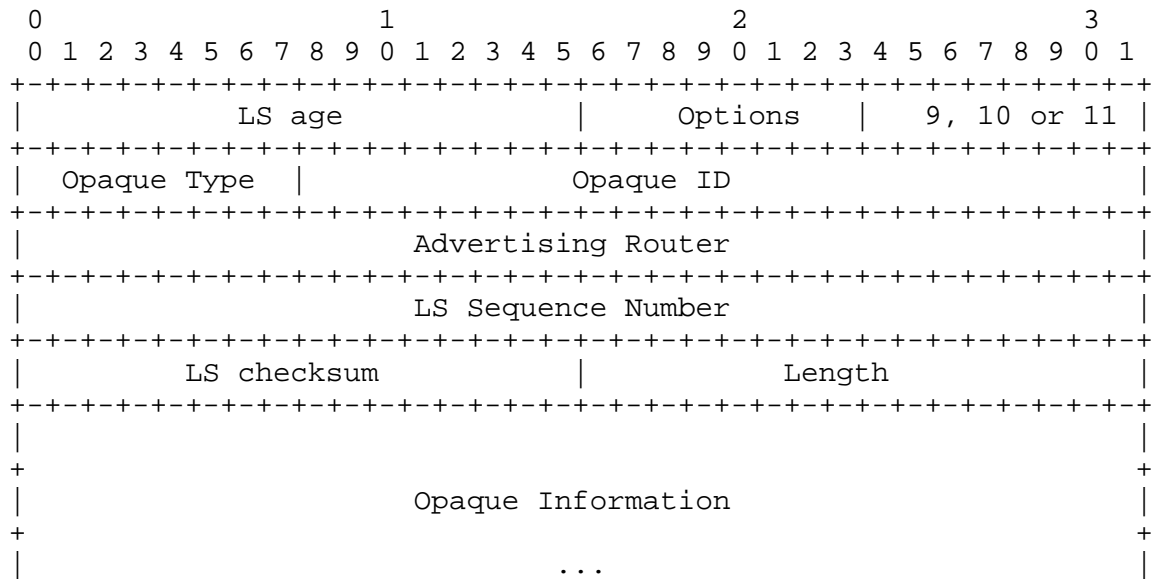 0                   1                   2                   3
 0 1 2 3 4 5 6 7 8 9 0 1 2 3 4 5 6 7 8 9 0 1 2 3 4 5 6 7 8 9 0 1
+-+-+-+-+-+-+-+-+-+-+-+-+-+-+-+-+-+-+-+-+-+-+-+-+-+-+-+-+-+-+-+-+
|            LS age             |     Options   |   9, 10 or 11 |
+-+-+-+-+-+-+-+-+-+-+-+-+-+-+-+-+-+-+-+-+-+-+-+-+-+-+-+-+-+-+-+-+
|  Opaque Type  |               Opaque ID                       |
+-+-+-+-+-+-+-+-+-+-+-+-+-+-+-+-+-+-+-+-+-+-+-+-+-+-+-+-+-+-+-+-+
|                      Advertising Router                       |
+-+-+-+-+-+-+-+-+-+-+-+-+-+-+-+-+-+-+-+-+-+-+-+-+-+-+-+-+-+-+-+-+
|                      LS Sequence Number                       |
+-+-+-+-+-+-+-+-+-+-+-+-+-+-+-+-+-+-+-+-+-+-+-+-+-+-+-+-+-+-+-+-+
|         LS checksum           |           Length              |
+-+-+-+-+-+-+-+-+-+-+-+-+-+-+-+-+-+-+-+-+-+-+-+-+-+-+-+-+-+-+-+-+
|                                                               |
+                                                               +
|                      Opaque Information                       |
+                                                               +
|                              ...                              |